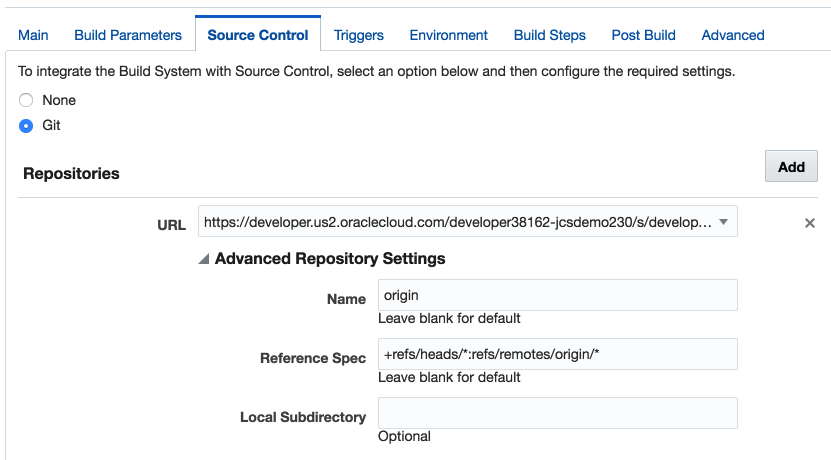 Main Build Parameters Source Control Triggers Environment Build Steps Post Build Advanced
To integrate the Build System with Source Control, select an option below and then configure the required settings.
None
Git
Repositories
Add
URL https://developer.us2.oraclecloud.com/developer38162-jcsdemo230/s/develop...
Advanced Repository Settings
Name origin
Leave blank for default
Reference Spec +refs/heads/*:refs/remotes/origin/*
Leave blank for default
Local Subdirectory
Optional